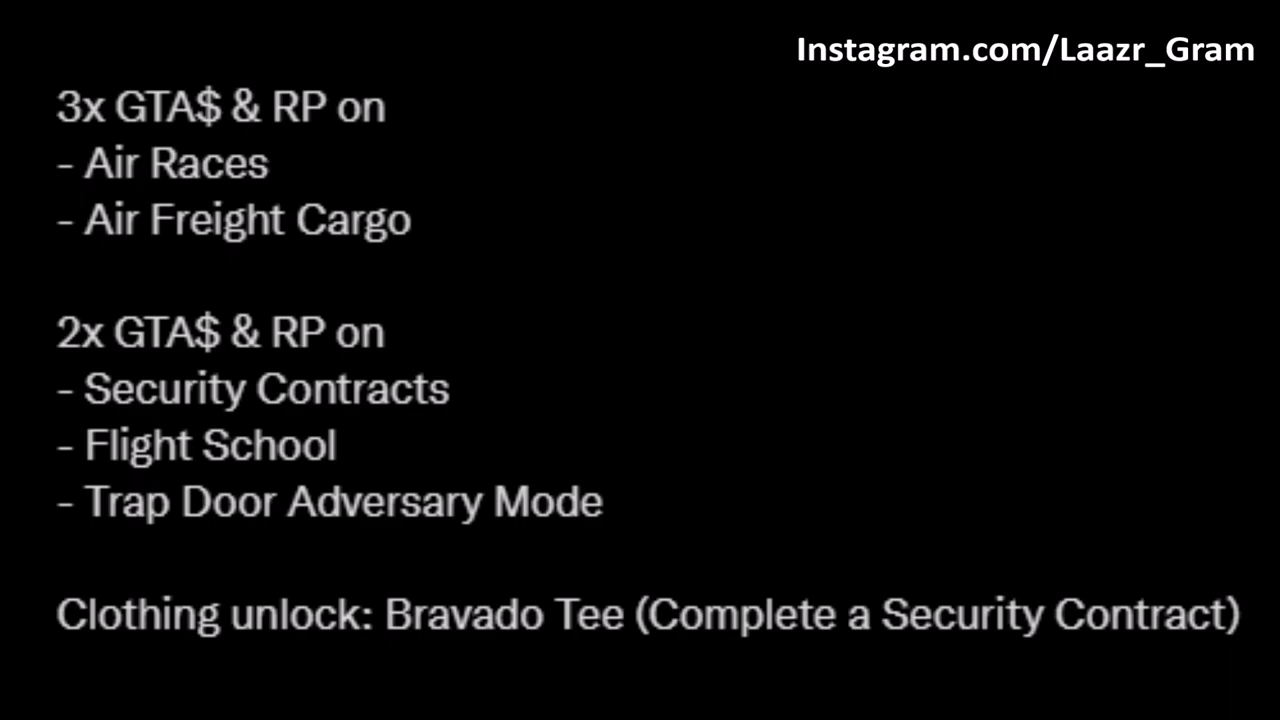 Instagram.com/Laazr_Gram
3x GTA$ & RP on
- Air Races
- Air Freight Cargo
2x GTA$ & RP on
- Security Contracts
- Flight School
- Trap Door Adversary Mode
Clothing unlock: Bravado Tee (Complete a Security Contract)